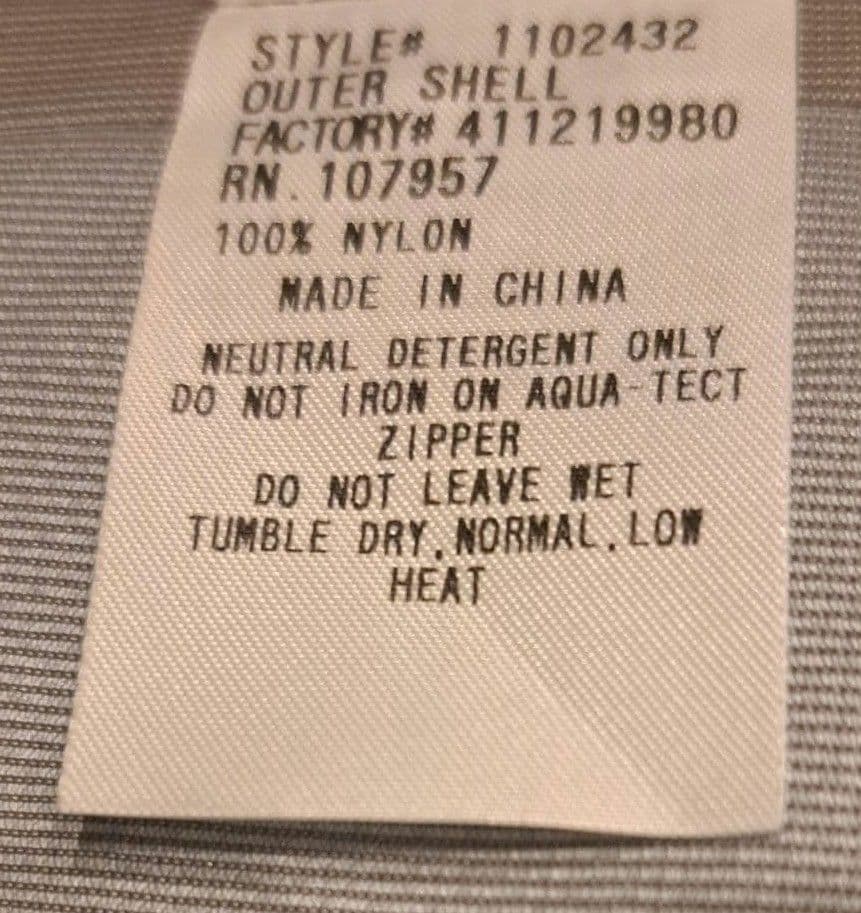 STYLE# 1102432
OUTER SHELL
FACTORY# 411219980
RN. 107957
100% NYLON
MADE IN CHINA
NEUTRAL DETERGENT ONLY
DO NOT IRON ON AQUA-TECT
ZIPPER
DO NOT LEAVE WET
TUMBLE DRY, NORMAL, LOW
HEAT